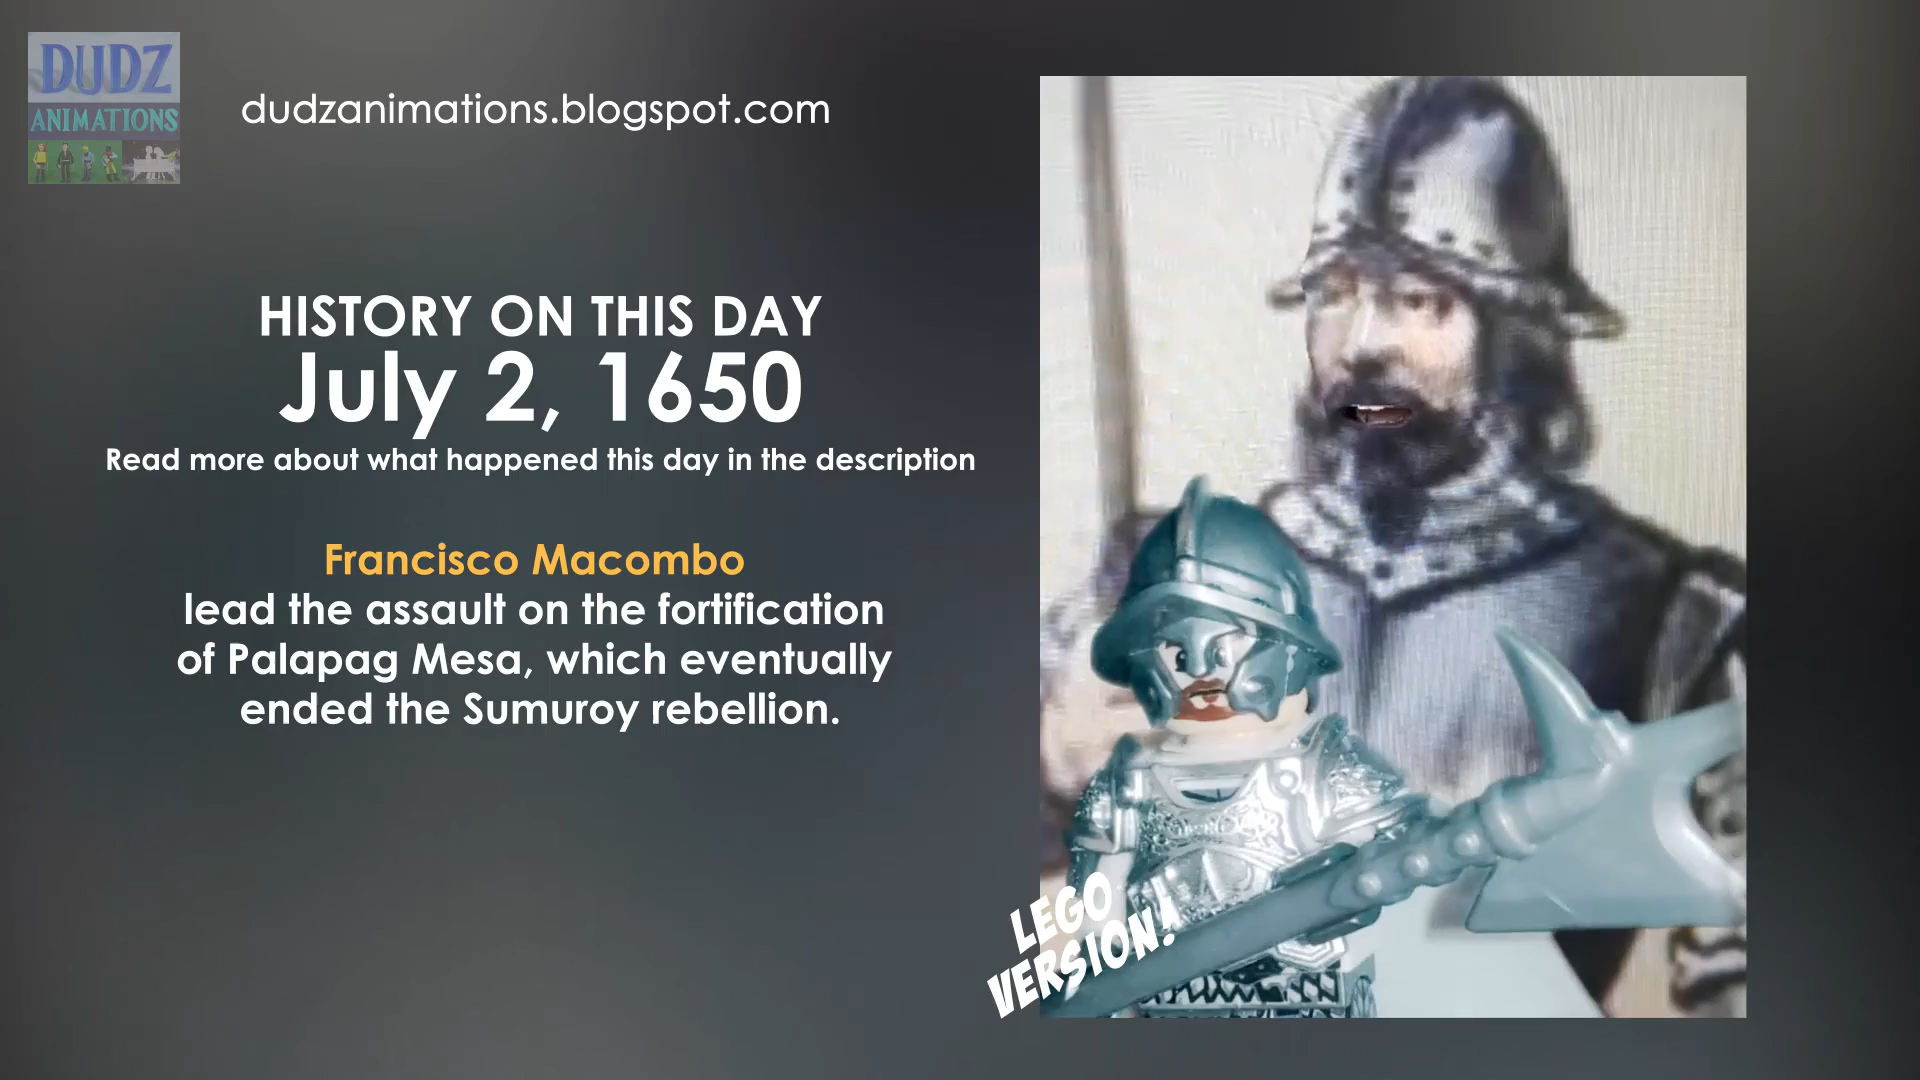 DUDZ
ANIMATIONS
dudzanimations.blogspot.com
HISTORY ON THIS DAY
July 2, 1650
Read more about what happened this day in the description
Francisco Macombo
lead the assault on the fortification
of Palapag Mesa, which eventually
ended the Sumuroy rebellion.
LEGO
VERSION!